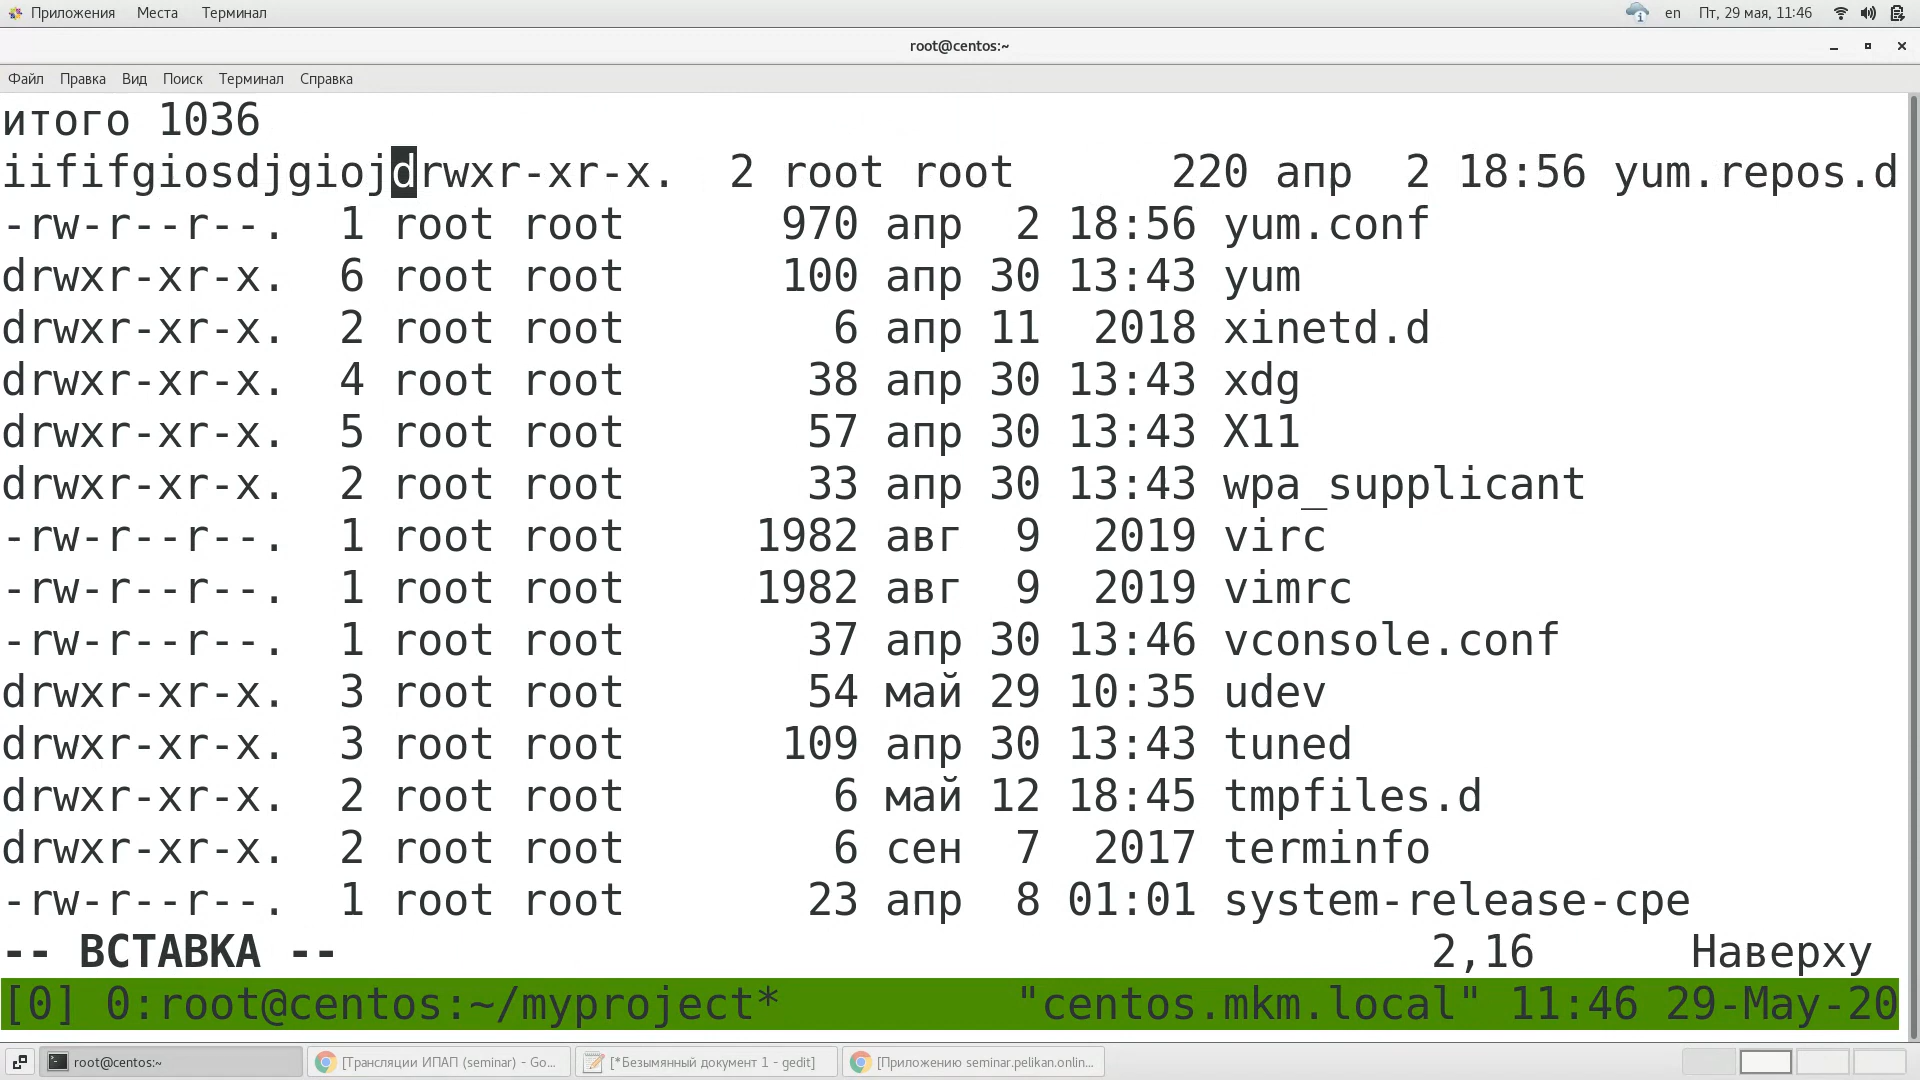 Приложения Места Терминал en Пт, 29 мая, 11:46
root@centos:~
Файл Правка Вид Поиск Терминал Справка
итого 1036
iififgiosdjgiojdrwxr-xr-x. 2 root root 220 апр 2 18:56 yum.repos.d
-rw-r--r--. 1 root root 970 апр 2 18:56 yum.conf
drwxr-xr-x. 6 root root 100 апр 30 13:43 yum
drwxr-xr-x. 2 root root 6 апр 11 2018 xinetd.d
drwxr-xr-x. 4 root root 38 апр 30 13:43 xdg
drwxr-xr-x. 5 root root 57 апр 30 13:43 X11
drwxr-xr-x. 2 root root 33 апр 30 13:43 wpa_supplicant
-rw-r--r--. 1 root root 1982 авг 9 2019 virc
-rw-r--r--. 1 root root 1982 авг 9 2019 vimrc
-rw-r--r--. 1 root root 37 апр 30 13:46 vconsole.conf
drwxr-xr-x. 3 root root 54 май 29 10:35 udev
drwxr-xr-x. 3 root root 109 апр 30 13:43 tuned
drwxr-xr-x. 2 root root 6 май 12 18:45 tmpfiles.d
drwxr-xr-x. 2 root root 6 сен 7 2017 terminfo
-rw-r--r--. 1 root root 23 апр 8 01:01 system-release-cpe
-- ВСТАВКА -- 2,16 Наверху
[0] 0:root@centos:~/myproject* "centos.mkm.local" 11:46 29-May-20
root@centos:~ [Трансляции ИПАП (seminar) - Go... [*Безымянный документ 1 - gedit] [Приложению seminar.pelikan.onlin...